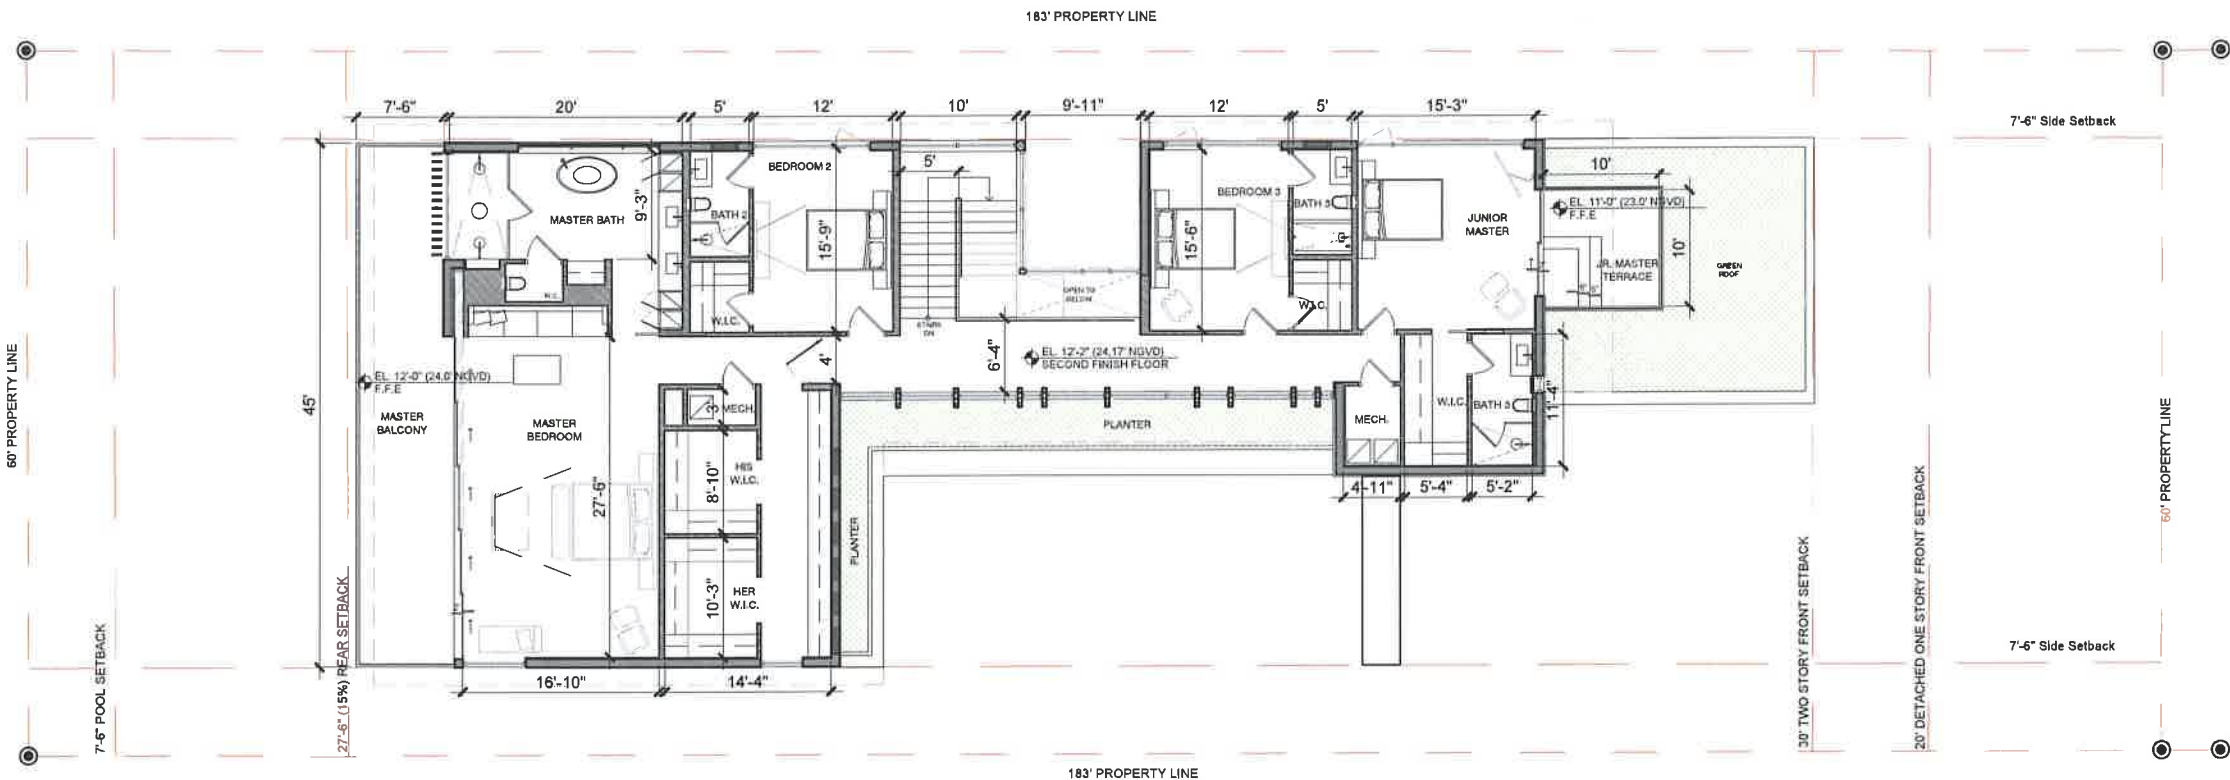 183' PROPERTY LINE
7'-6"
20'
5'
12'
10'
9'-11"
12'
5'
15'-3"
7'-6" Side Setback
BEDROOM 2
5'
10'
MASTER BATH
9'-3"
BATH 2
15'-9"
BEDROOM 3
BATH 3
15'-6"
JUNIOR
MASTER
EL. 11'-0" (23.0' NGVD)
F.F.E
10'
JR. MASTER
TERRACE
GREEN
ROOF
W.C.
OPEN TO
BELOW
W.I.C.
W.I.C.
STAIRS
DN
60' PROPERTY LINE
45'
EL. 12'-0" (24.0' NGVD)
F.F.E
MASTER
BALCONY
MASTER
BEDROOM
4'
6'-4"
EL. 12'-2" (24.17' NGVD)
SECOND FINISH FLOOR
3'
MECH.
PLANTER
MECH.
W.I.C.
BATH 3
11'-4"
60' PROPERTY LINE
HIS
W.I.C.
8'-10"
27'-6"
4'-11"
5'-4"
5'-2"
PLANTER
HER
W.I.C.
10'-3"
7'-6" Side Setback
16'-10"
14'-4"
7'-6" POOL SETBACK
27'-6" (15%) REAR SETBACK
30' TWO STORY FRONT SETBACK
20' DETACHED ONE STORY FRONT SETBACK
183' PROPERTY LINE